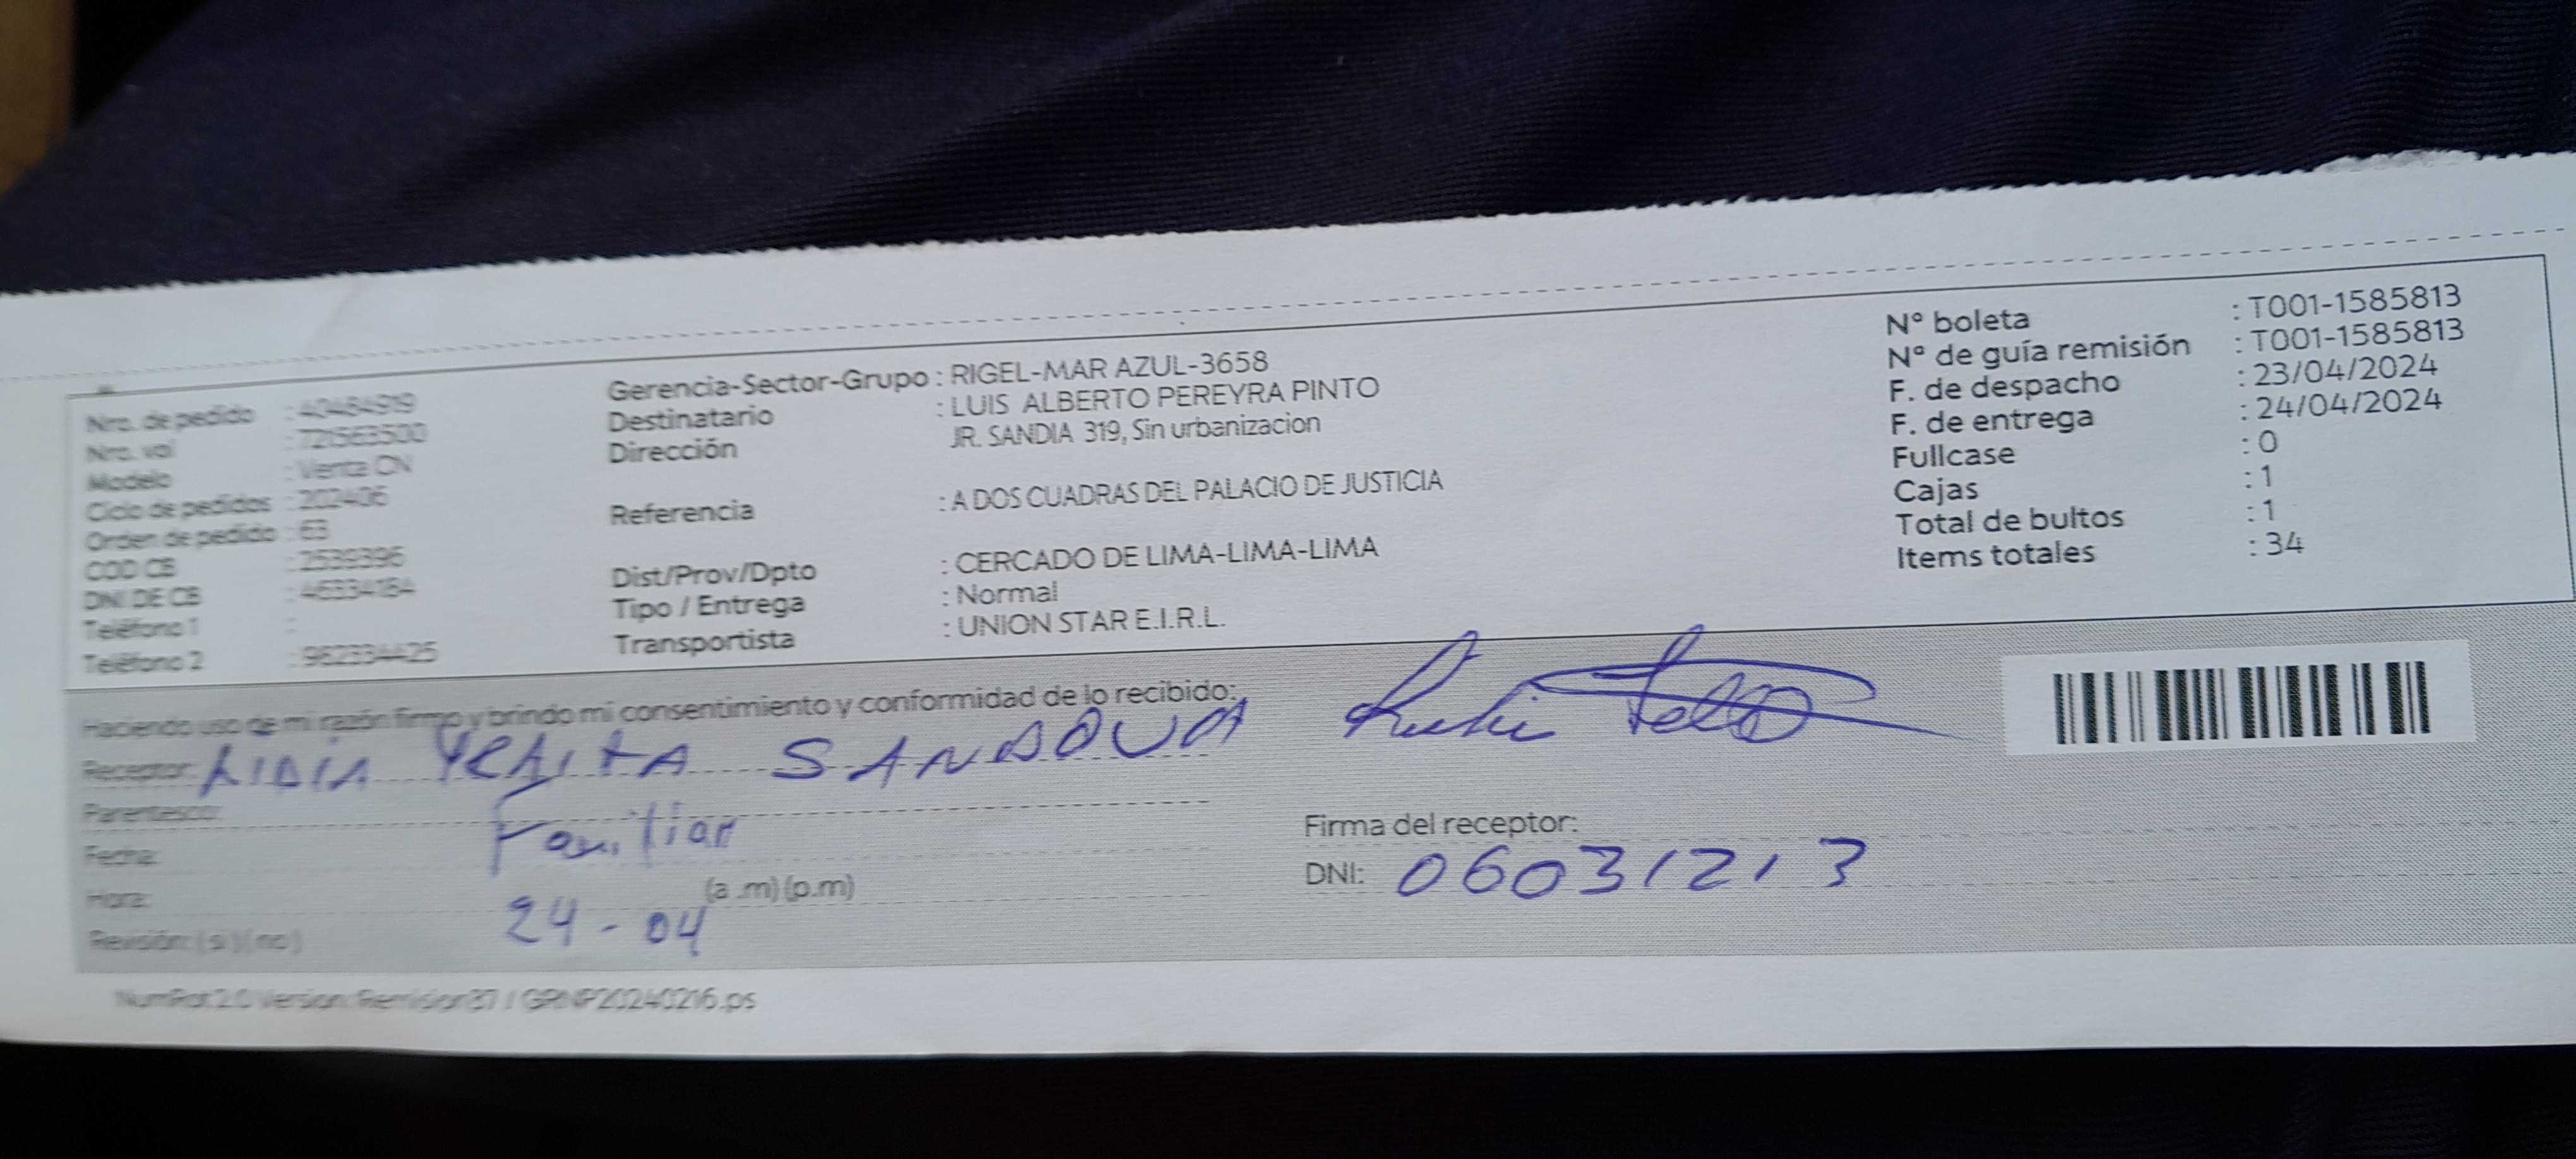 Nro. de pedido : 40484919
Nro. val : 721563500
Modelo : Venta CN
Ciclo de pedidos : 202406
Orden de pedido : 63
COD CB : 2539396
DNI DE CB : 46334184
Teléfono 1 :
Teléfono 2 : 962334425
Gerencia-Sector-Grupo : RIGEL-MAR AZUL-3658
Destinatario : LUIS ALBERTO PEREYRA PINTO
Dirección JR. SANDIA 319, Sin urbanizacion
Referencia : A DOS CUADRAS DEL PALACIO DE JUSTICIA
Dist/Prov/Dpto : CERCADO DE LIMA-LIMA-LIMA
Tipo / Entrega : Normal
Transportista : UNION STAR E.I.R.L.
N° boleta : T001-1585813
N° de guía remisión : T001-1585813
F. de despacho : 23/04/2024
F. de entrega : 24/04/2024
Fullcase : 0
Cajas : 1
Total de bultos : 1
Items totales : 34
Haciendo uso de mi razón firmo y brindo mi consentimiento y conformidad de lo recibido:
Receptor: LIDIA SANDOVA
Parentesco:
Familiar
Fecha:
Hora: (a .m) (p.m)
24-04
Revisión: ( si ) ( no )
Firma del receptor:
DNI: 06031213